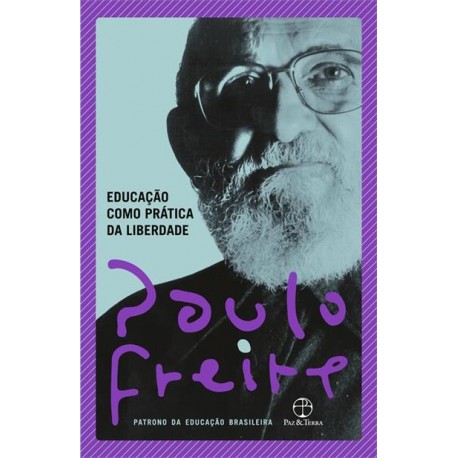 EDUCAÇÃO
COMO PRÁTICA
DA LIBERDADE
Paulo
Freire
PATRONO DA EDUCAÇÃO BRASILEIRA
PAZ & TERRA